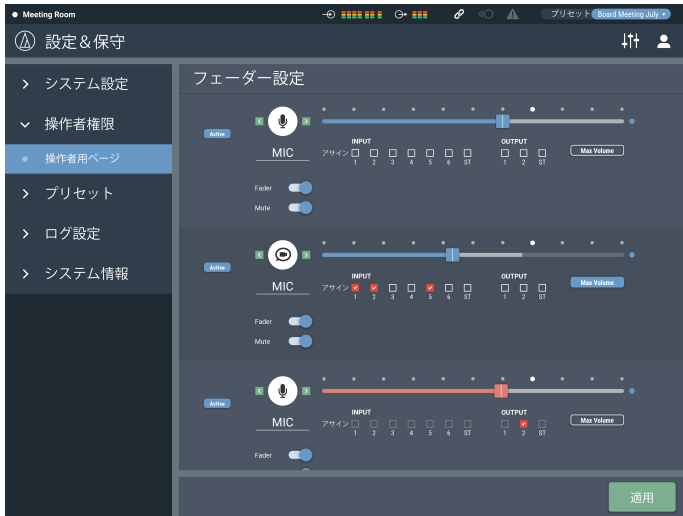 Meeting Room
プリセット Board Meeting July
設定＆保守
システム設定
操作者権限
操作者用ページ
プリセット
ログ設定
システム情報
フェーダー設定
Active
MIC
INPUT OUTPUT
アサイン
1 2 3 4 5 6 ST 1 2 ST
Max Volume
Fader
Mute
Active
MIC
INPUT OUTPUT
アサイン
1 2 3 4 5 6 ST 1 2 ST
Max Volume
Fader
Mute
Active
MIC
INPUT OUTPUT
アサイン
1 2 3 4 5 6 ST 1 2 ST
Max Volume
Fader
適用